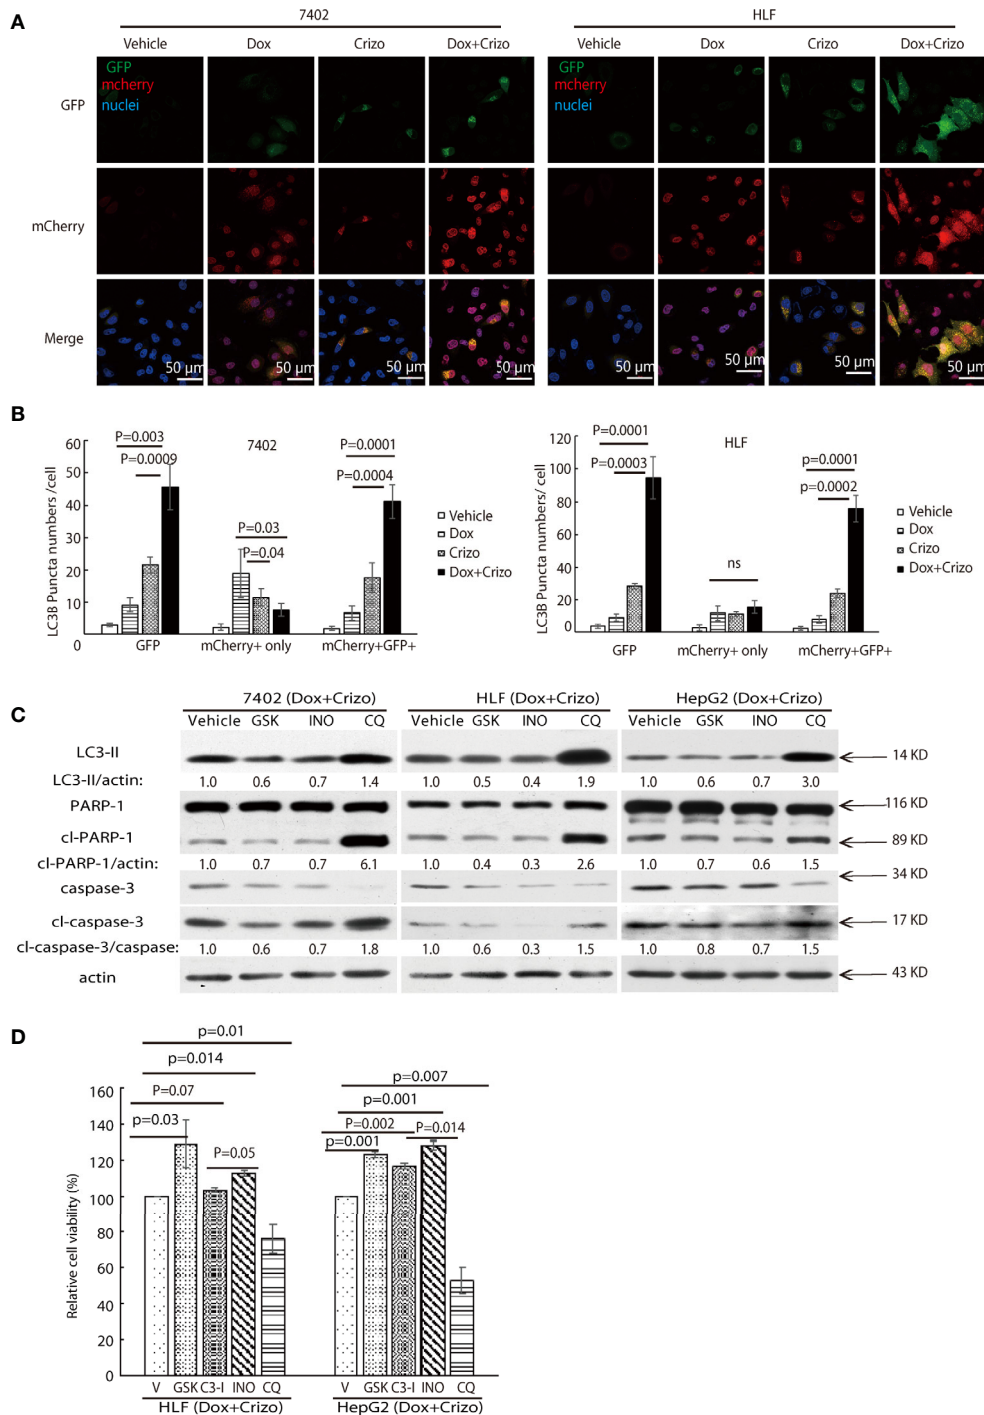 A
7402
HLF
Vehicle Dox Crizo Dox+Crizo Vehicle Dox Crizo Dox+Crizo
GFP
mcherry
nuclei
GFP
mcherry
nuclei
GFP
mCherry
Merge
50 µm 50 µm 50 µm 50 µm 50 µm 50 µm 50 µm 50 µm
B
7402
P=0.003
P=0.0009
P=0.03
P=0.04
P=0.0001
P=0.0004
LC3B Puncta numbers /cell
60
50
40
30
20
10
0
GFP mCherry+ only mCherry+GFP+
Vehicle
Dox
Crizo
Dox+Crizo
HLF
P=0.0001
P=0.0003
ns
p=0.0001
p=0.0002
LC3B Puncta numbers/ cell
120
100
80
60
40
20
0
GFP mCherry+ only mCherry+GFP+
Vehicle
Dox
Crizo
Dox+Crizo
C
7402 (Dox+Crizo) HLF (Dox+Crizo) HepG2 (Dox+Crizo)
Vehicle GSK INO CQ Vehicle GSK INO CQ Vehicle GSK INO CQ
LC3-II 14 KD
LC3-II/actin: 1.0 0.6 0.7 1.4 1.0 0.5 0.4 1.9 1.0 0.6 0.7 3.0
PARP-1 116 KD
cl-PARP-1 89 KD
cl-PARP-1/actin: 1.0 0.7 0.7 6.1 1.0 0.4 0.3 2.6 1.0 0.7 0.6 1.5
caspase-3 34 KD
cl-caspase-3 17 KD
cl-caspase-3/caspase: 1.0 0.6 0.7 1.8 1.0 0.6 0.3 1.5 1.0 0.8 0.7 1.5
actin 43 KD
D
p=0.01
p=0.014
P=0.07
p=0.03
P=0.05
p=0.007
p=0.001
P=0.002
P=0.014
p=0.001
Relative cell viability (%)
160
140
120
100
80
60
40
20
0
V GSK C3-I INO CQ V GSK C3-I INO CQ
HLF (Dox+Crizo) HepG2 (Dox+Crizo)